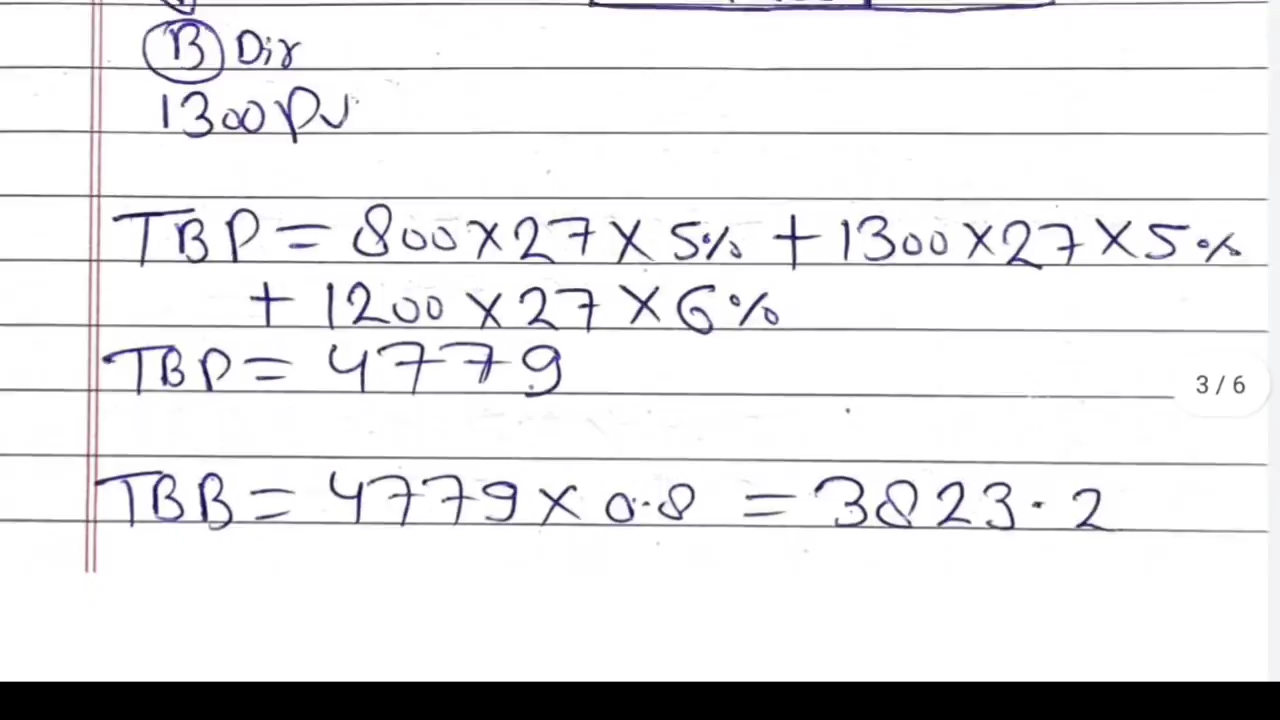 B Dir
1300 PV
TBP = 800 × 27 × 5% + 1300 × 27 × 5%
+ 1200 × 27 × 6%
TBP = 4779
3 / 6
TBB = 4779 × 0.8 = 3823.2